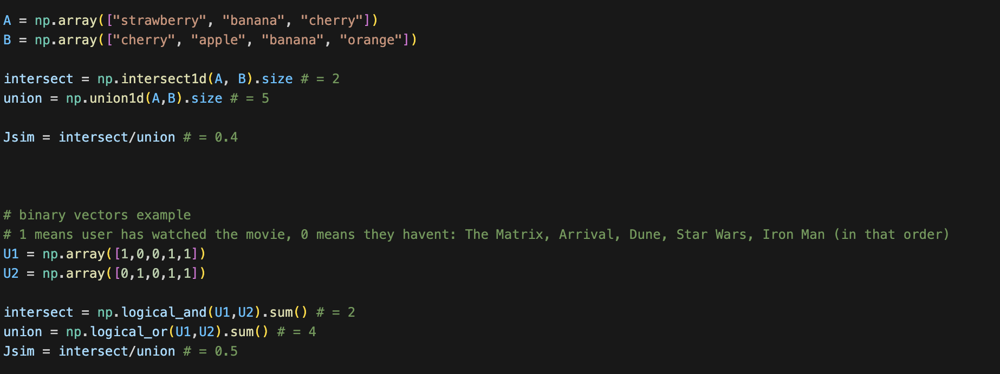 A = np.array(["strawberry", "banana", "cherry"])
B = np.array(["cherry", "apple", "banana", "orange"])
intersect = np.intersect1d(A, B).size # = 2
union = np.union1d(A,B).size # = 5
Jsim = intersect/union # = 0.4
# binary vectors example
# 1 means user has watched the movie, 0 means they havent: The Matrix, Arrival, Dune, Star Wars, Iron Man (in that order)
U1 = np.array([1,0,0,1,1])
U2 = np.array([0,1,0,1,1])
intersect = np.logical_and(U1,U2).sum() # = 2
union = np.logical_or(U1,U2).sum() # = 4
Jsim = intersect/union # = 0.5